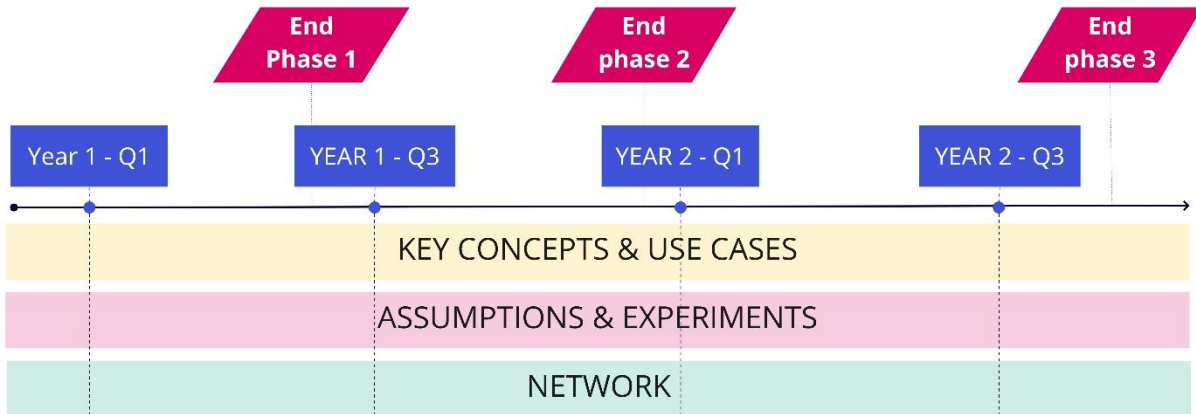 End
Phase 1
End
phase 2
End
phase 3
Year 1 - Q1
YEAR 1 - Q3
YEAR 2 - Q1
YEAR 2 - Q3
KEY CONCEPTS & USE CASES
ASSUMPTIONS & EXPERIMENTS
NETWORK